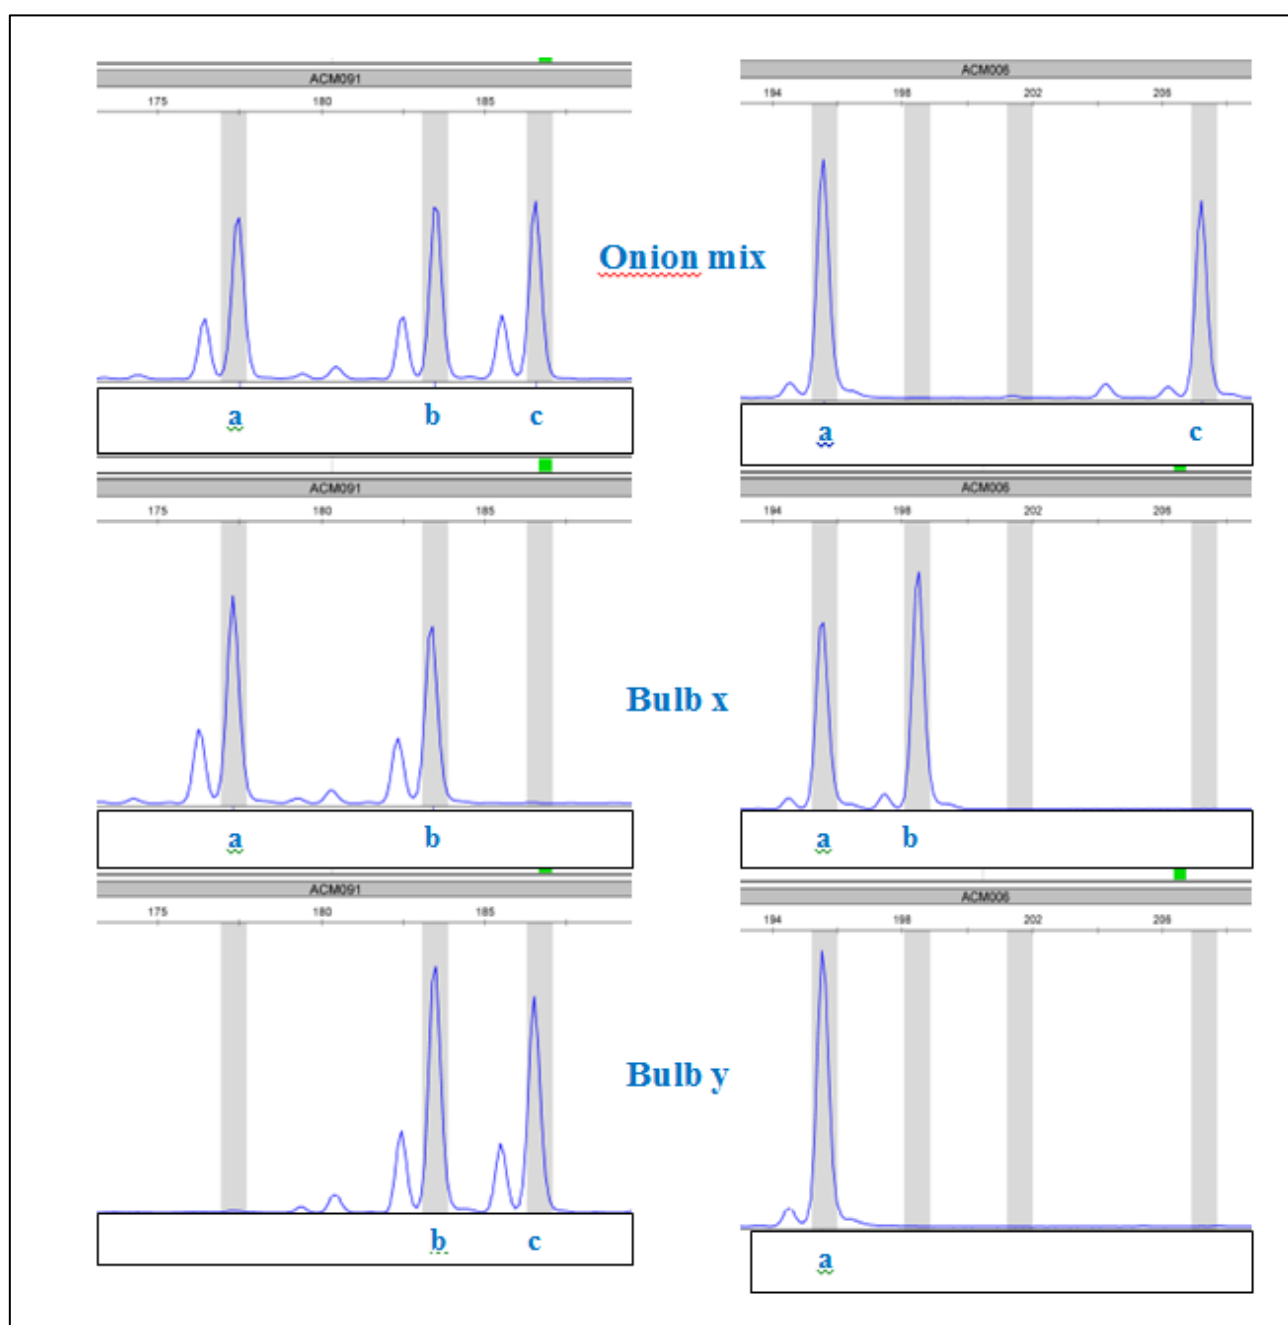 ACM091
175 180 185
ACM006
194 198 202 206
Onion mix
a b c
a c
ACM091
175 180 185
ACM006
194 198 202 206
Bulb x
a b
a b
ACM091
175 180 185
ACM006
194 198 202 206
Bulb y
b c
a